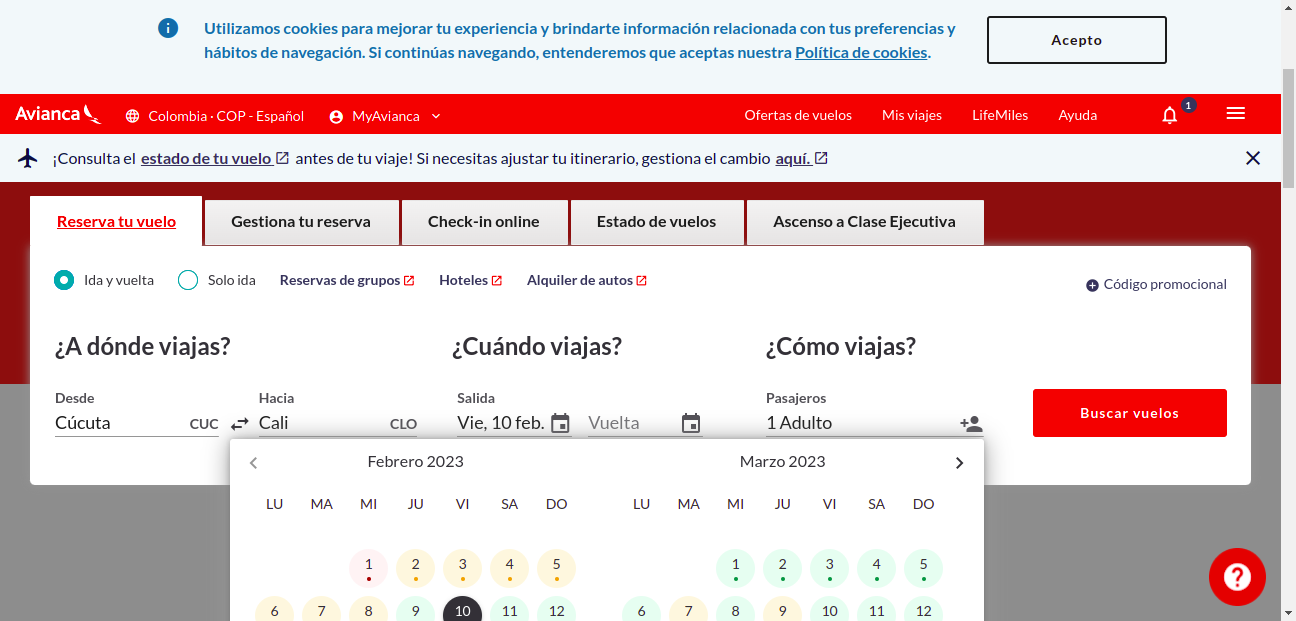 Utilizamos cookies para mejorar tu experiencia y brindarte información relacionada con tus preferencias y
hábitos de navegación. Si continúas navegando, entenderemos que aceptas nuestra Política de cookies.
Acepto
Avianca
Colombia · COP - Español
MyAvianca
Ofertas de vuelos
Mis viajes
LifeMiles
Ayuda
1
¡Consulta el estado de tu vuelo antes de tu viaje! Si necesitas ajustar tu itinerario, gestiona el cambio aquí.
Reserva tu vuelo
Gestiona tu reserva
Check-in online
Estado de vuelos
Ascenso a Clase Ejecutiva
Ida y vuelta
Solo ida
Reservas de grupos
Hoteles
Alquiler de autos
Código promocional
¿A dónde viajas?
¿Cuándo viajas?
¿Cómo viajas?
Desde
Hacia
Salida
Pasajeros
Cúcuta CUC
Cali CLO
Vie, 10 feb.
Vuelta
1 Adulto
Buscar vuelos
Febrero 2023
LU MA MI JU VI SA DO
1 2 3 4 5
6 7 8 9 10 11 12
Marzo 2023
LU MA MI JU VI SA DO
1 2 3 4 5
6 7 8 9 10 11 12